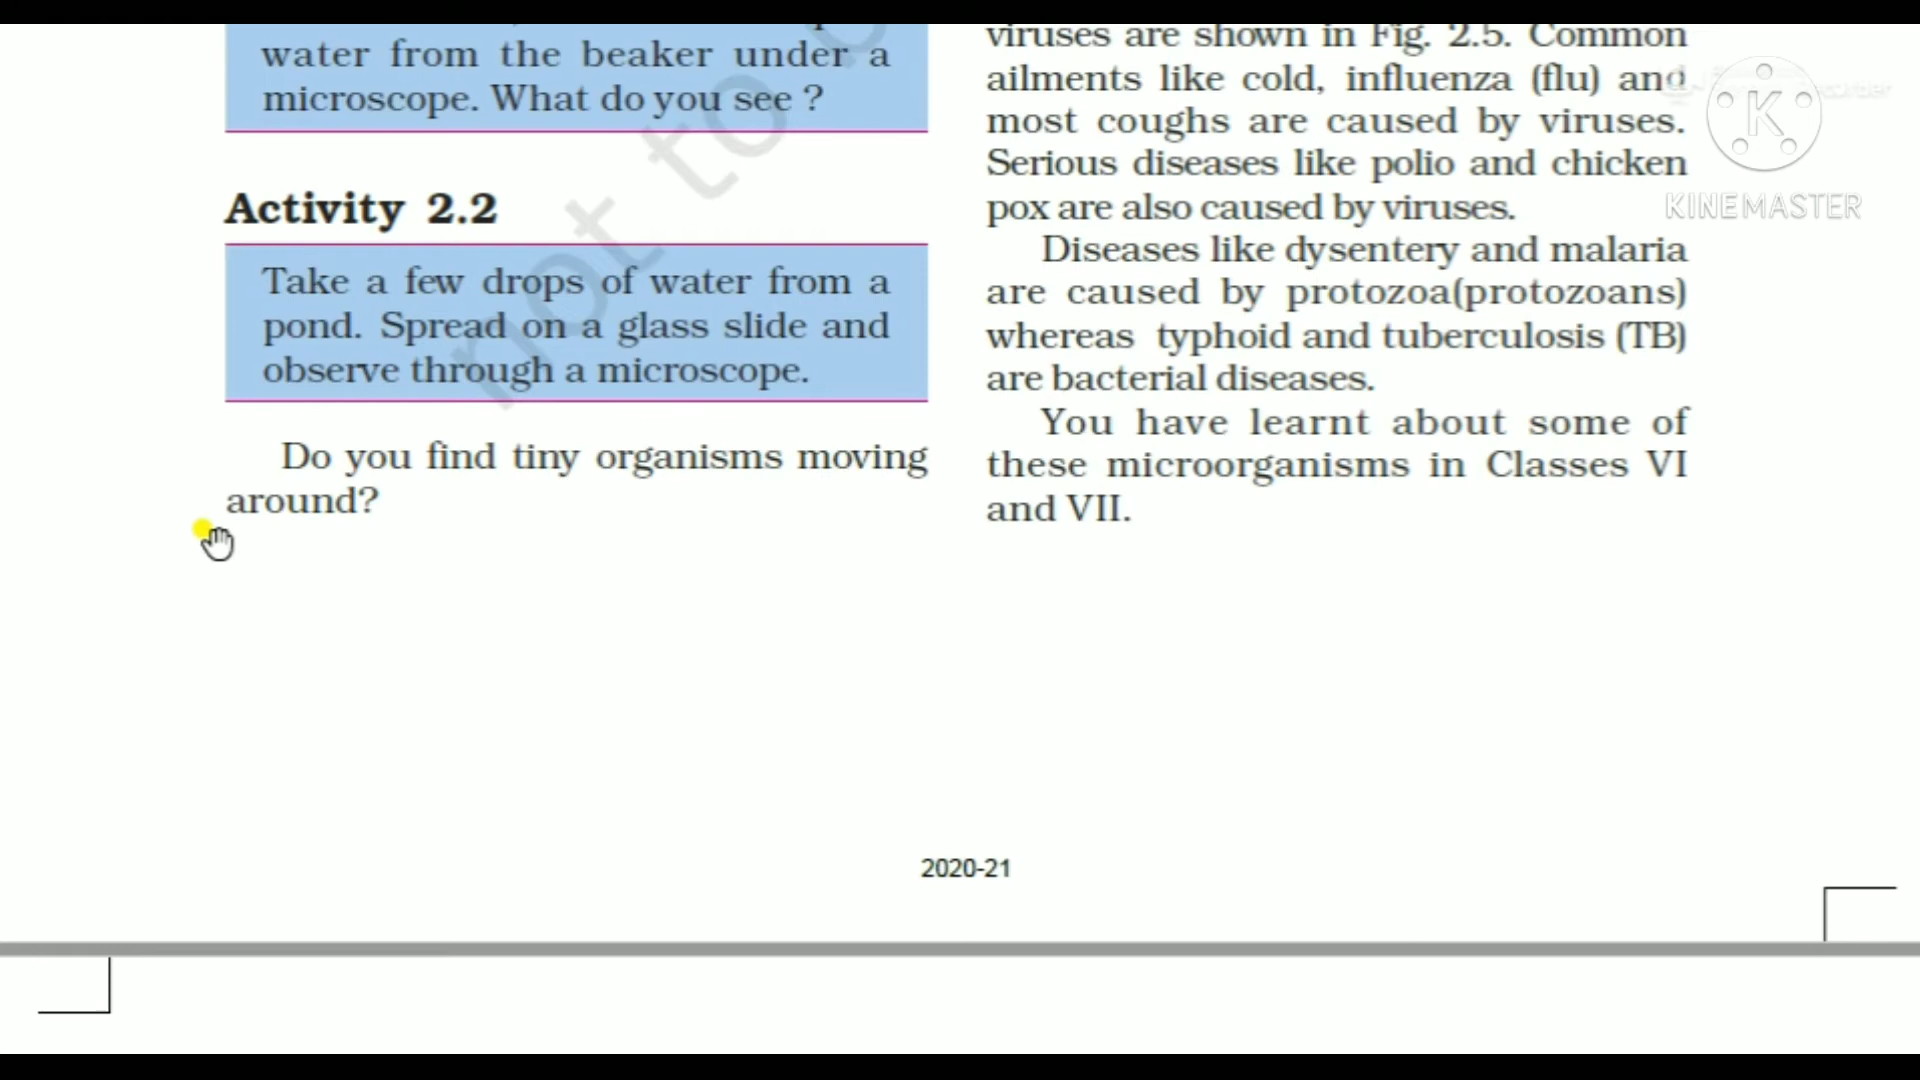 water from the beaker under a
microscope. What do you see ?
Activity 2.2
Take a few drops of water from a
pond. Spread on a glass slide and
observe through a microscope.
Do you find tiny organisms moving
around?
viruses are shown in Fig. 2.5. Common
ailments like cold, influenza (flu) and
most coughs are caused by viruses.
Serious diseases like polio and chicken
pox are also caused by viruses.
Diseases like dysentery and malaria
are caused by protozoa(protozoans)
whereas typhoid and tuberculosis (TB)
are bacterial diseases.
You have learnt about some of
these microorganisms in Classes VI
and VII.
not to
K
KINEMASTER
2020-21